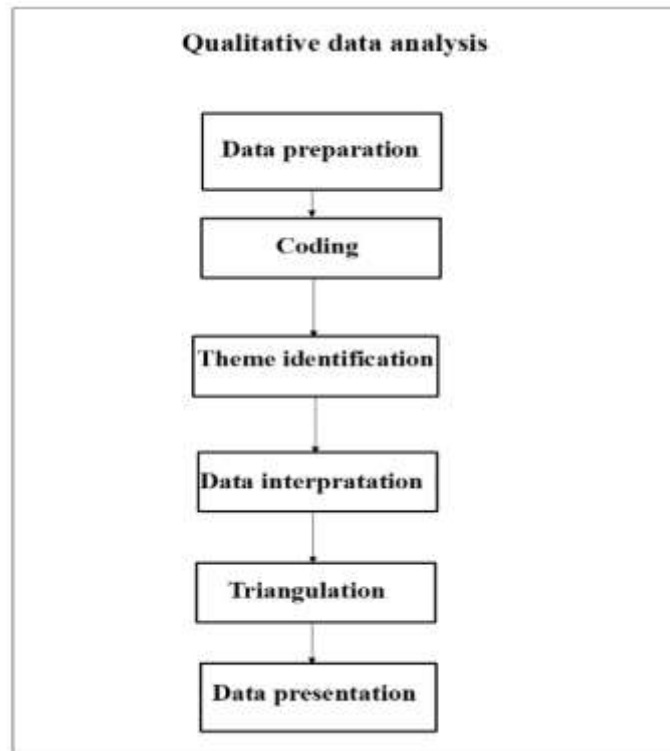 Qualitative data analysis
Data preparation
Coding
Theme identification
Data interpratation
Triangulation
Data presentation